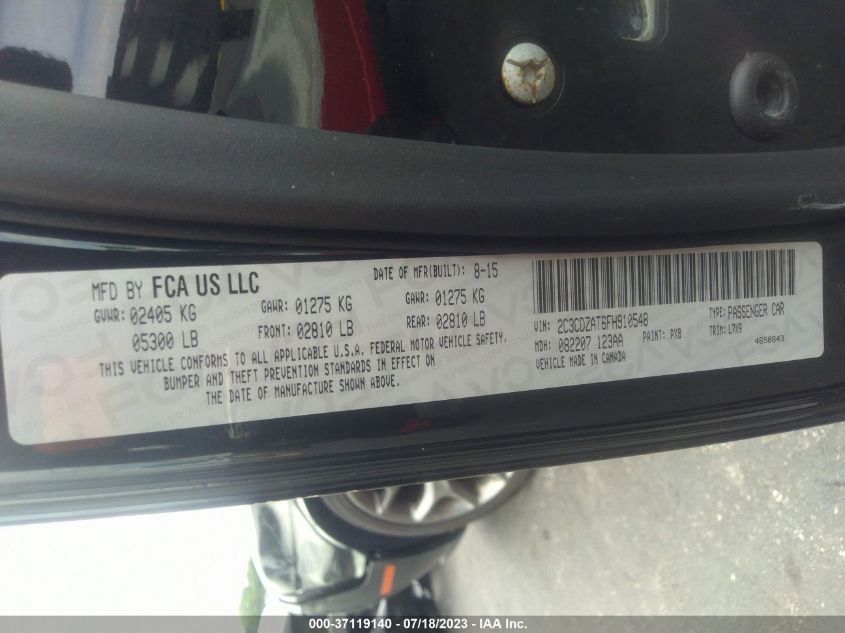 MFD BY FCA US LLC
DATE OF MFR(BUILT): 8-15
GVWR: 02405 KG
GAWR: 01275 KG
GAWR: 01275 KG
05300 LB
FRONT: 02810 LB
REAR: 02810 LB
THIS VEHICLE CONFORMS TO ALL APPLICABLE U.S.A. FEDERAL MOTOR VEHICLE SAFETY,
BUMPER AND THEFT PREVENTION STANDARDS IN EFFECT ON
THE DATE OF MANUFACTURE SHOWN ABOVE.
VIN: 2C3CDZAT8FH910548
TYPE: PASSENGER CAR
MDH: 082207 123AA
PAINT: PX8
TRIM: L7X9
VEHICLE MADE IN CANADA
4658843
000-37119140 - 07/18/2023 - IAA Inc.